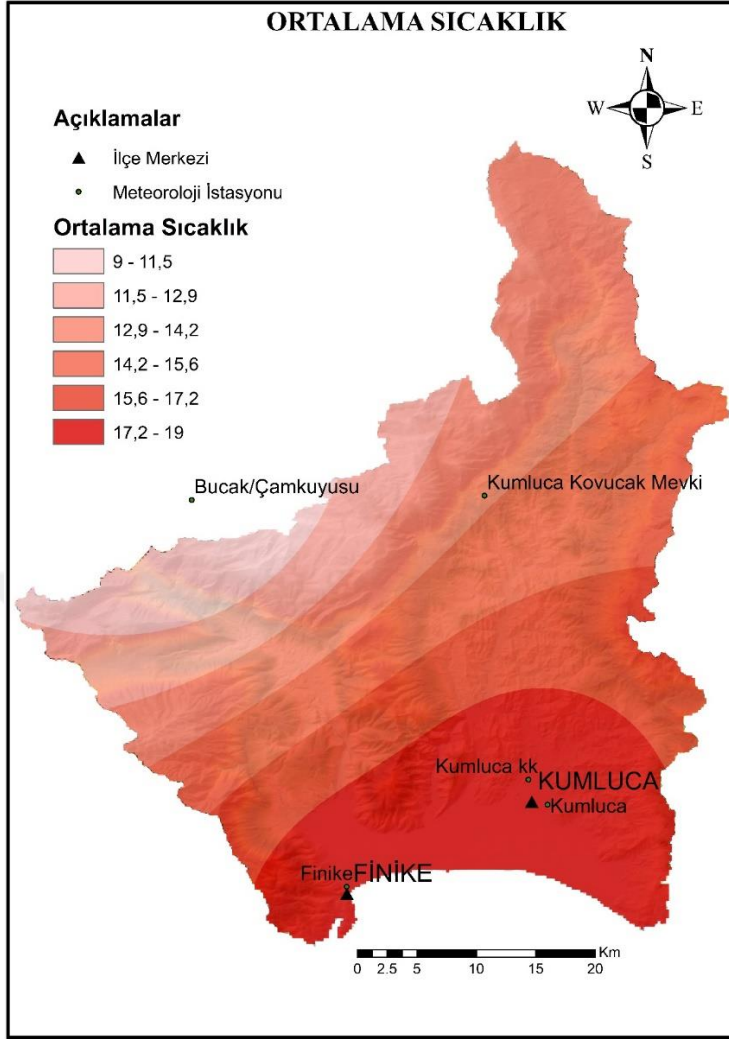 ORTALAMA SICAKLIK
N
W E
S
Açıklamalar
İlçe Merkezi
Meteoroloji İstasyonu
Ortalama Sıcaklık
9 - 11,5
11,5 - 12,9
12,9 - 14,2
14,2 - 15,6
15,6 - 17,2
17,2 - 19
Bucak/Çamkuyusu
Kumluca Kovucak Mevki
Kumluca kk
KUMLUCA
Kumluca
Finike
FİNİKE
Km
0 2.5 5 10 15 20